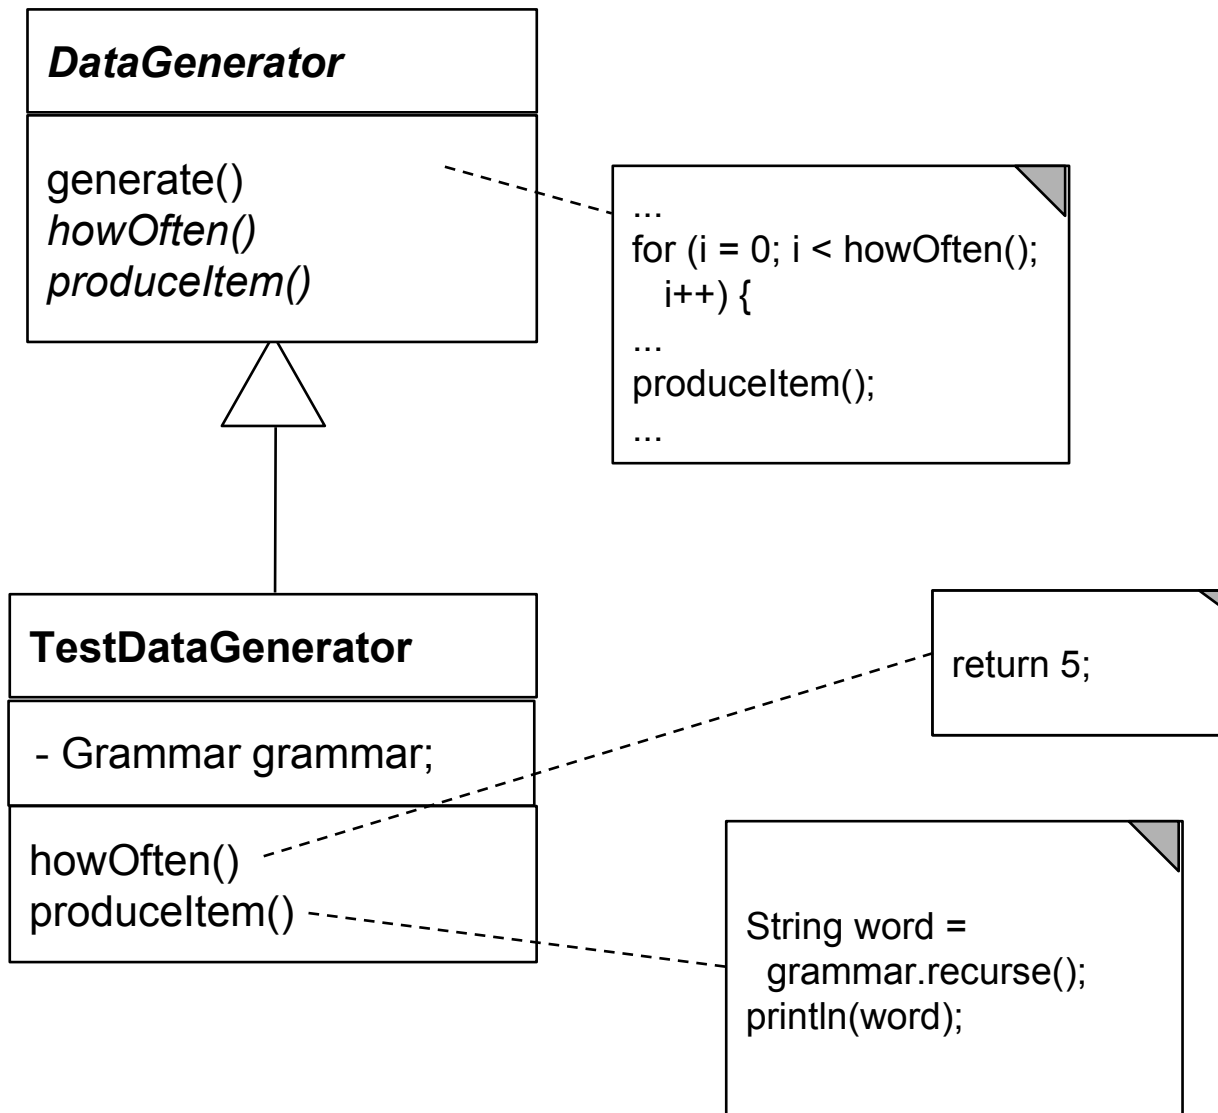 DataGenerator
generate()
howOften()
produceItem()
...
for (i = 0; i < howOften();
i++) {
...
produceItem();
...
TestDataGenerator
- Grammar grammar;
howOften()
produceItem()
return 5;
String word =
grammar.recurse();
println(word);